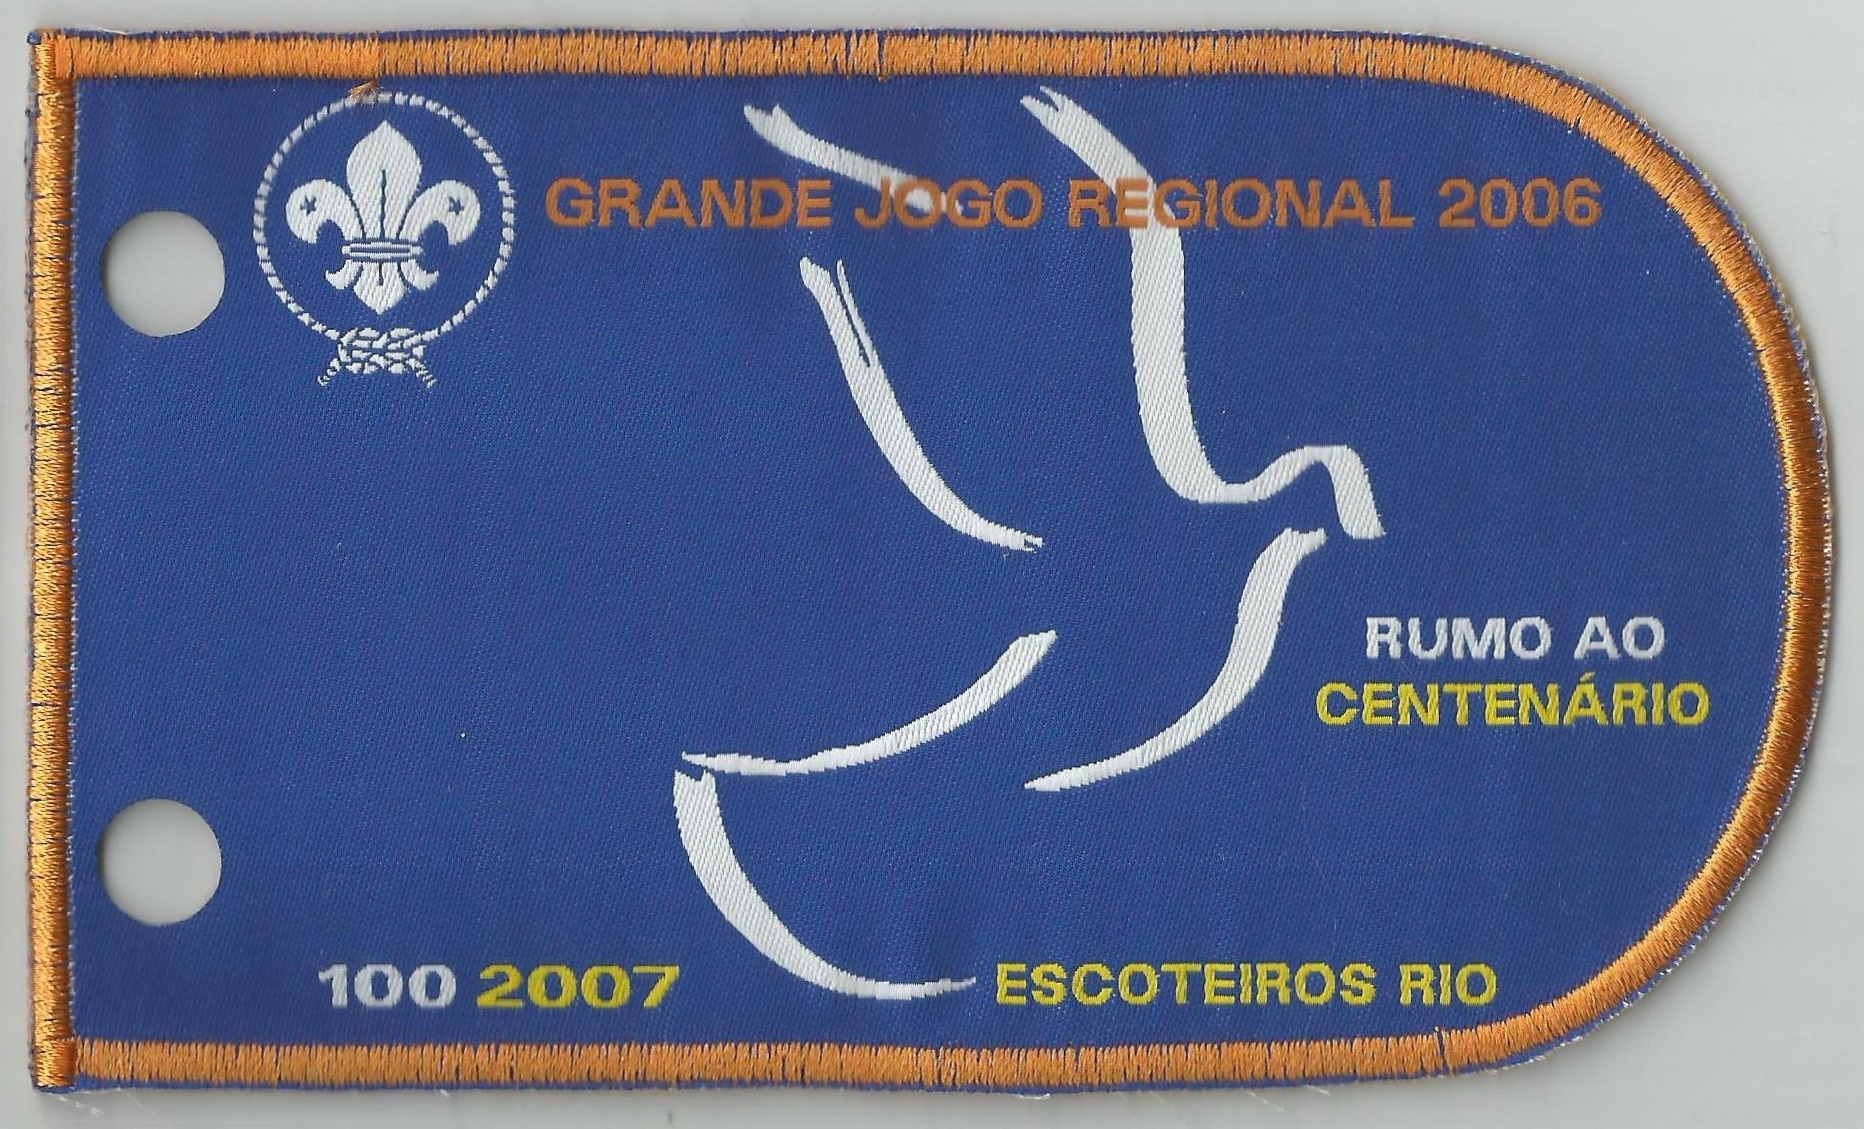 GRANDE JOGO REGIONAL 2006
RUMO AO
CENTENÁRIO
100 2007
ESCOTEIROS RIO